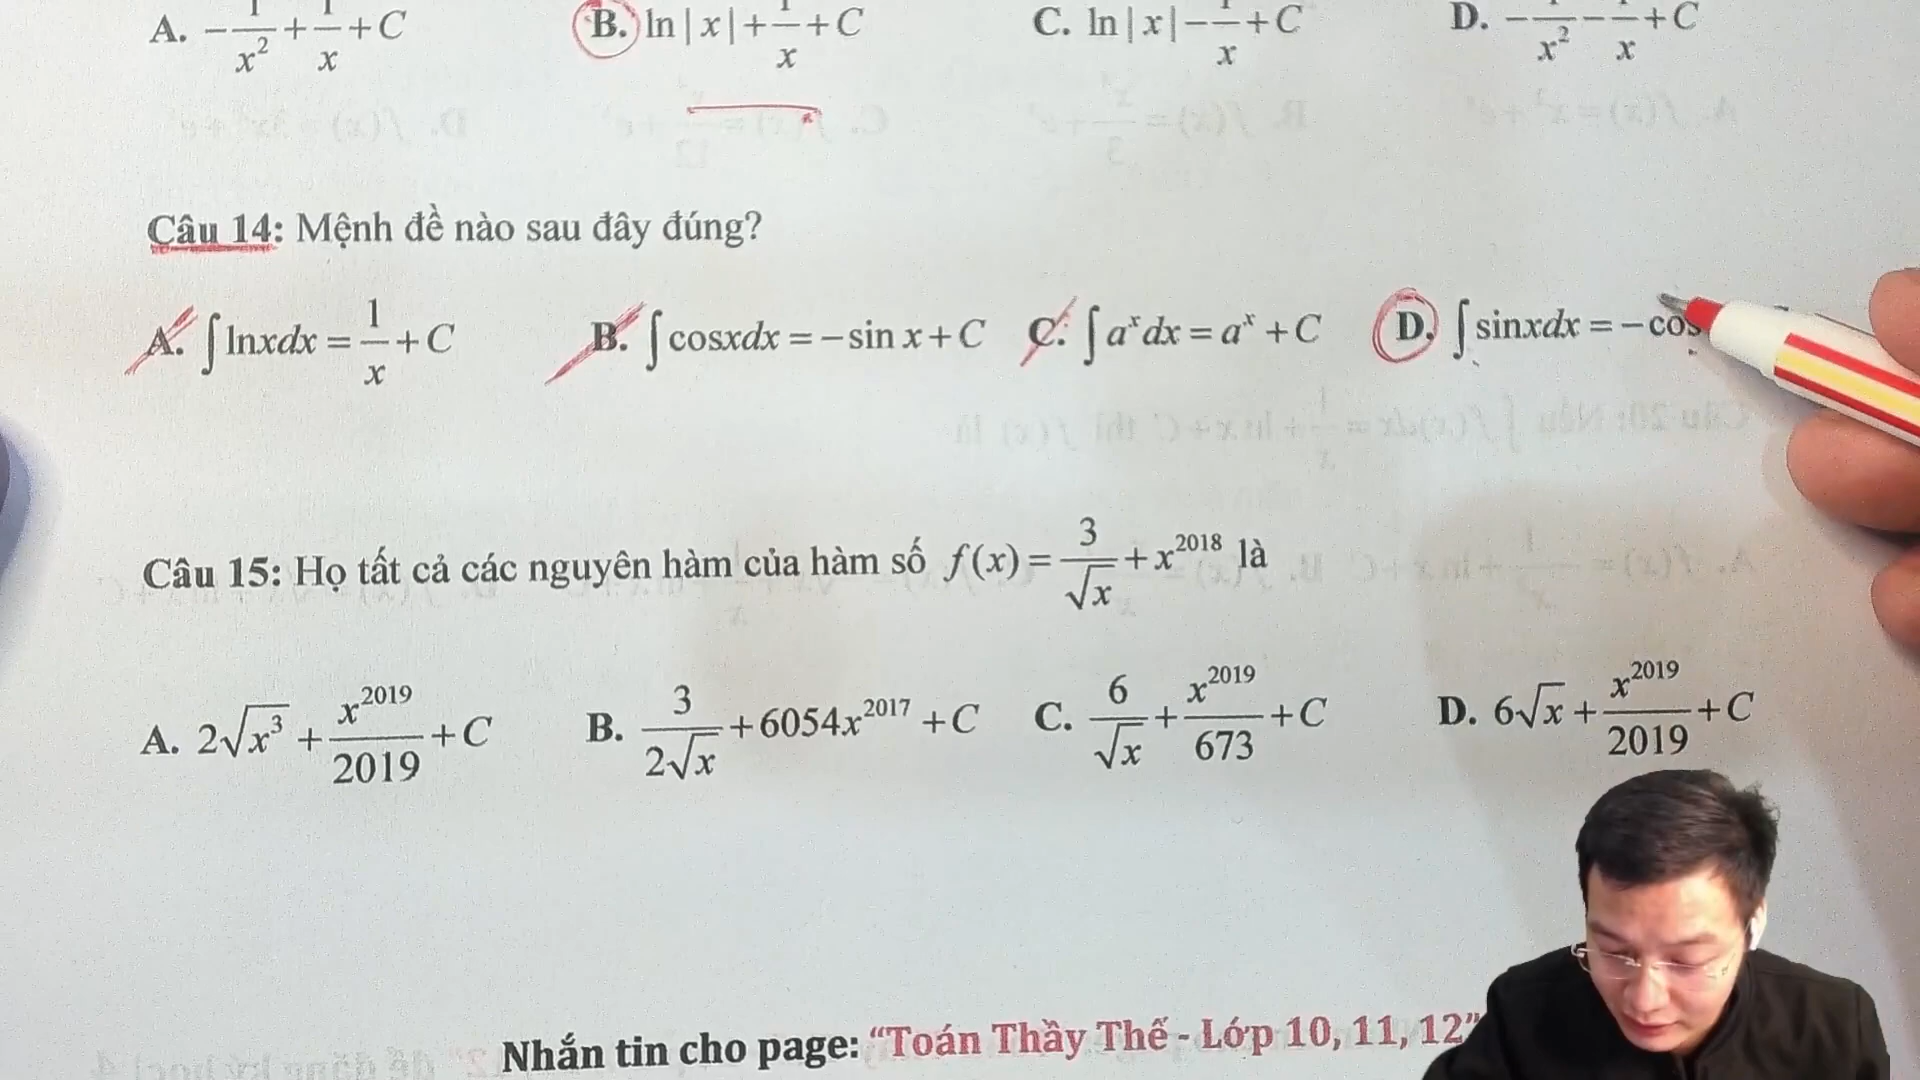 A. -1/x² + 1/x + C B. ln|x| + 1/x + C C. ln|x| - 1/x + C D. -1/x² - 1/x + C
Câu 14: Mệnh đề nào sau đây đúng?
A. ∫lnxdx = 1/x + C B. ∫cosxdx = -sin x + C C. ∫aˣdx = aˣ + C D. ∫sinxdx = -cos
Câu 15: Họ tất cả các nguyên hàm của hàm số f(x) = 3/√x + x²⁰¹⁸ là
A. 2√x³ + x²⁰¹⁹/2019 + C B. 3/(2√x) + 6054x²⁰¹⁷ + C C. 6/√x + x²⁰¹⁹/673 + C D. 6√x + x²⁰¹⁹/2019 + C
Nhắn tin cho page: “Toán Thầy Thế - Lớp 10, 11, 12”